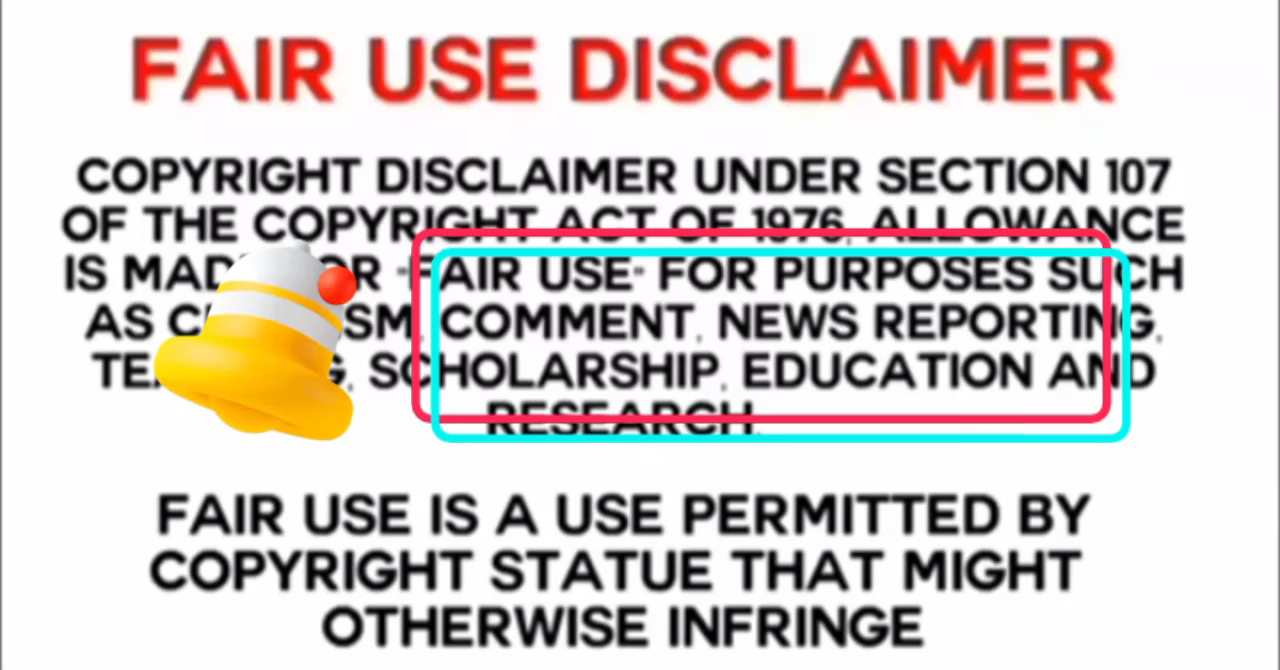 FAIR USE DISCLAIMER
COPYRIGHT DISCLAIMER UNDER SECTION 107
OF THE COPYRIGHT ACT OF 1976, ALLOWANCE
IS "FAIR USE" FOR PURPOSES SUCH
AS COMMENT, NEWS REPORTING,
SCHOLARSHIP, EDUCATION AND
RESEARCH.
FAIR USE IS A USE PERMITTED BY
COPYRIGHT STATUE THAT MIGHT
OTHERWISE INFRINGE